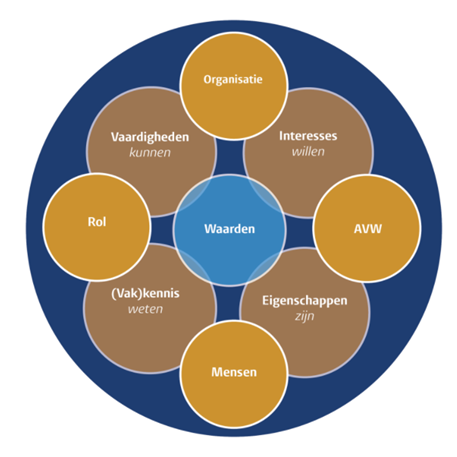 Organisatie
Vaardigheden
kunnen
Interesses
willen
Rol
Waarden
AVW
(Vak)kennis
weten
Eigenschappen
zijn
Mensen